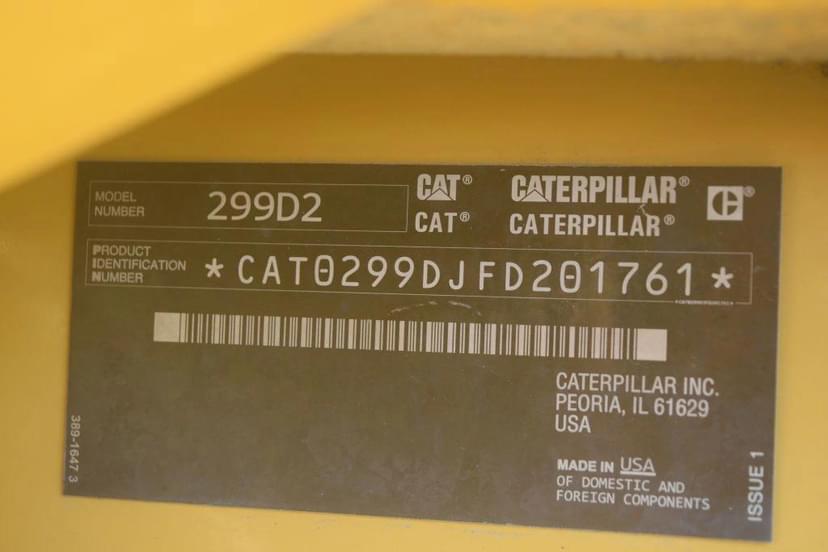 MODEL
NUMBER
299D2
CAT® CATERPILLAR® C®
CAT® CATERPILLAR®
PRODUCT
IDENTIFICATION
NUMBER
*CAT0299DJFD201761*
CATERPILLAR INC.
PEORIA, IL 61629
USA
MADE IN USA
OF DOMESTIC AND
FOREIGN COMPONENTS
389-1647 3
ISSUE 1